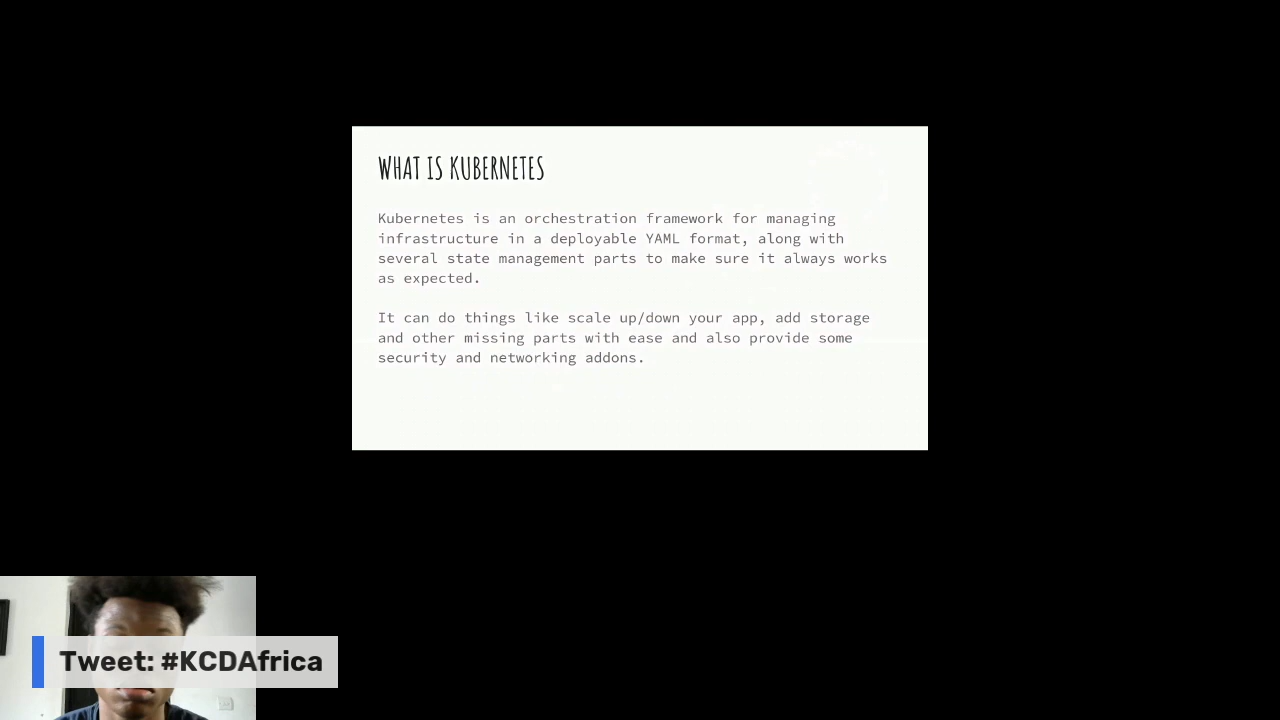 WHAT IS KUBERNETES
Kubernetes is an orchestration framework for managing
infrastructure in a deployable YAML format, along with
several state management parts to make sure it always works
as expected.
It can do things like scale up/down your app, add storage
and other missing parts with ease and also provide some
security and networking addons.
Tweet: #KCDAfrica